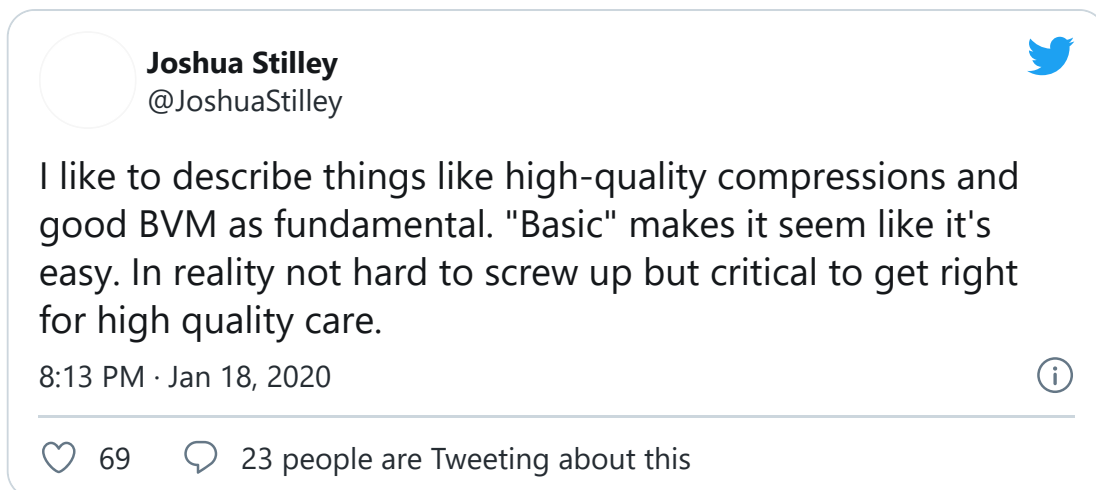 Joshua Stilley
@JoshuaStilley
I like to describe things like high-quality compressions and
good BVM as fundamental. "Basic" makes it seem like it's
easy. In reality not hard to screw up but critical to get right
for high quality care.
8:13 PM · Jan 18, 2020
69
23 people are Tweeting about this